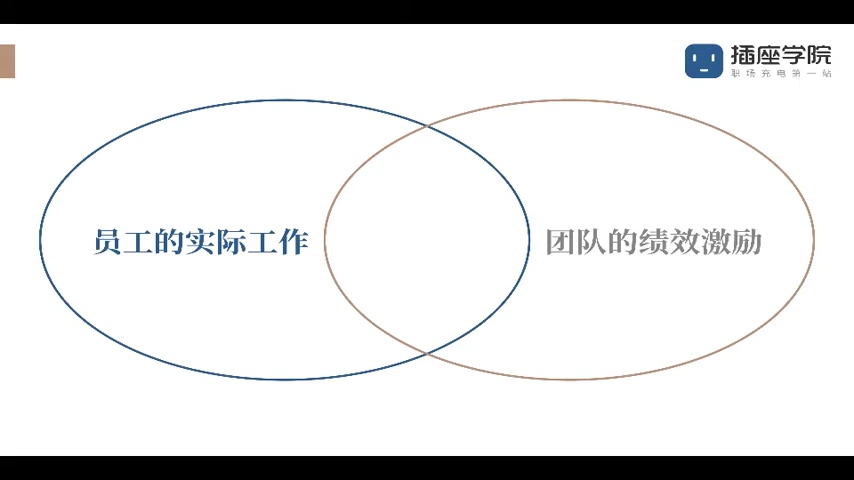 插座学院
职场充电第一站
员工的实际工作
团队的绩效激励